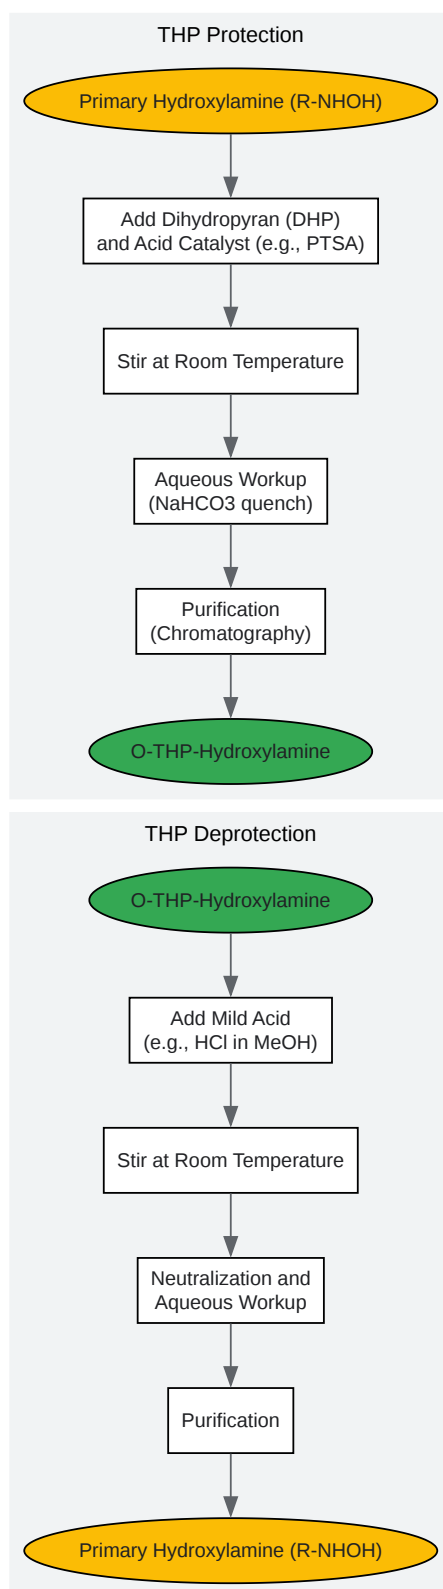 THP Protection
Primary Hydroxylamine (R-NHOH)
Add Dihydropyran (DHP)
and Acid Catalyst (e.g., PTSA)
Stir at Room Temperature
Aqueous Workup
(NaHCO3 quench)
Purification
(Chromatography)
O-THP-Hydroxylamine
THP Deprotection
O-THP-Hydroxylamine
Add Mild Acid
(e.g., HCl in MeOH)
Stir at Room Temperature
Neutralization and
Aqueous Workup
Purification
Primary Hydroxylamine (R-NHOH)